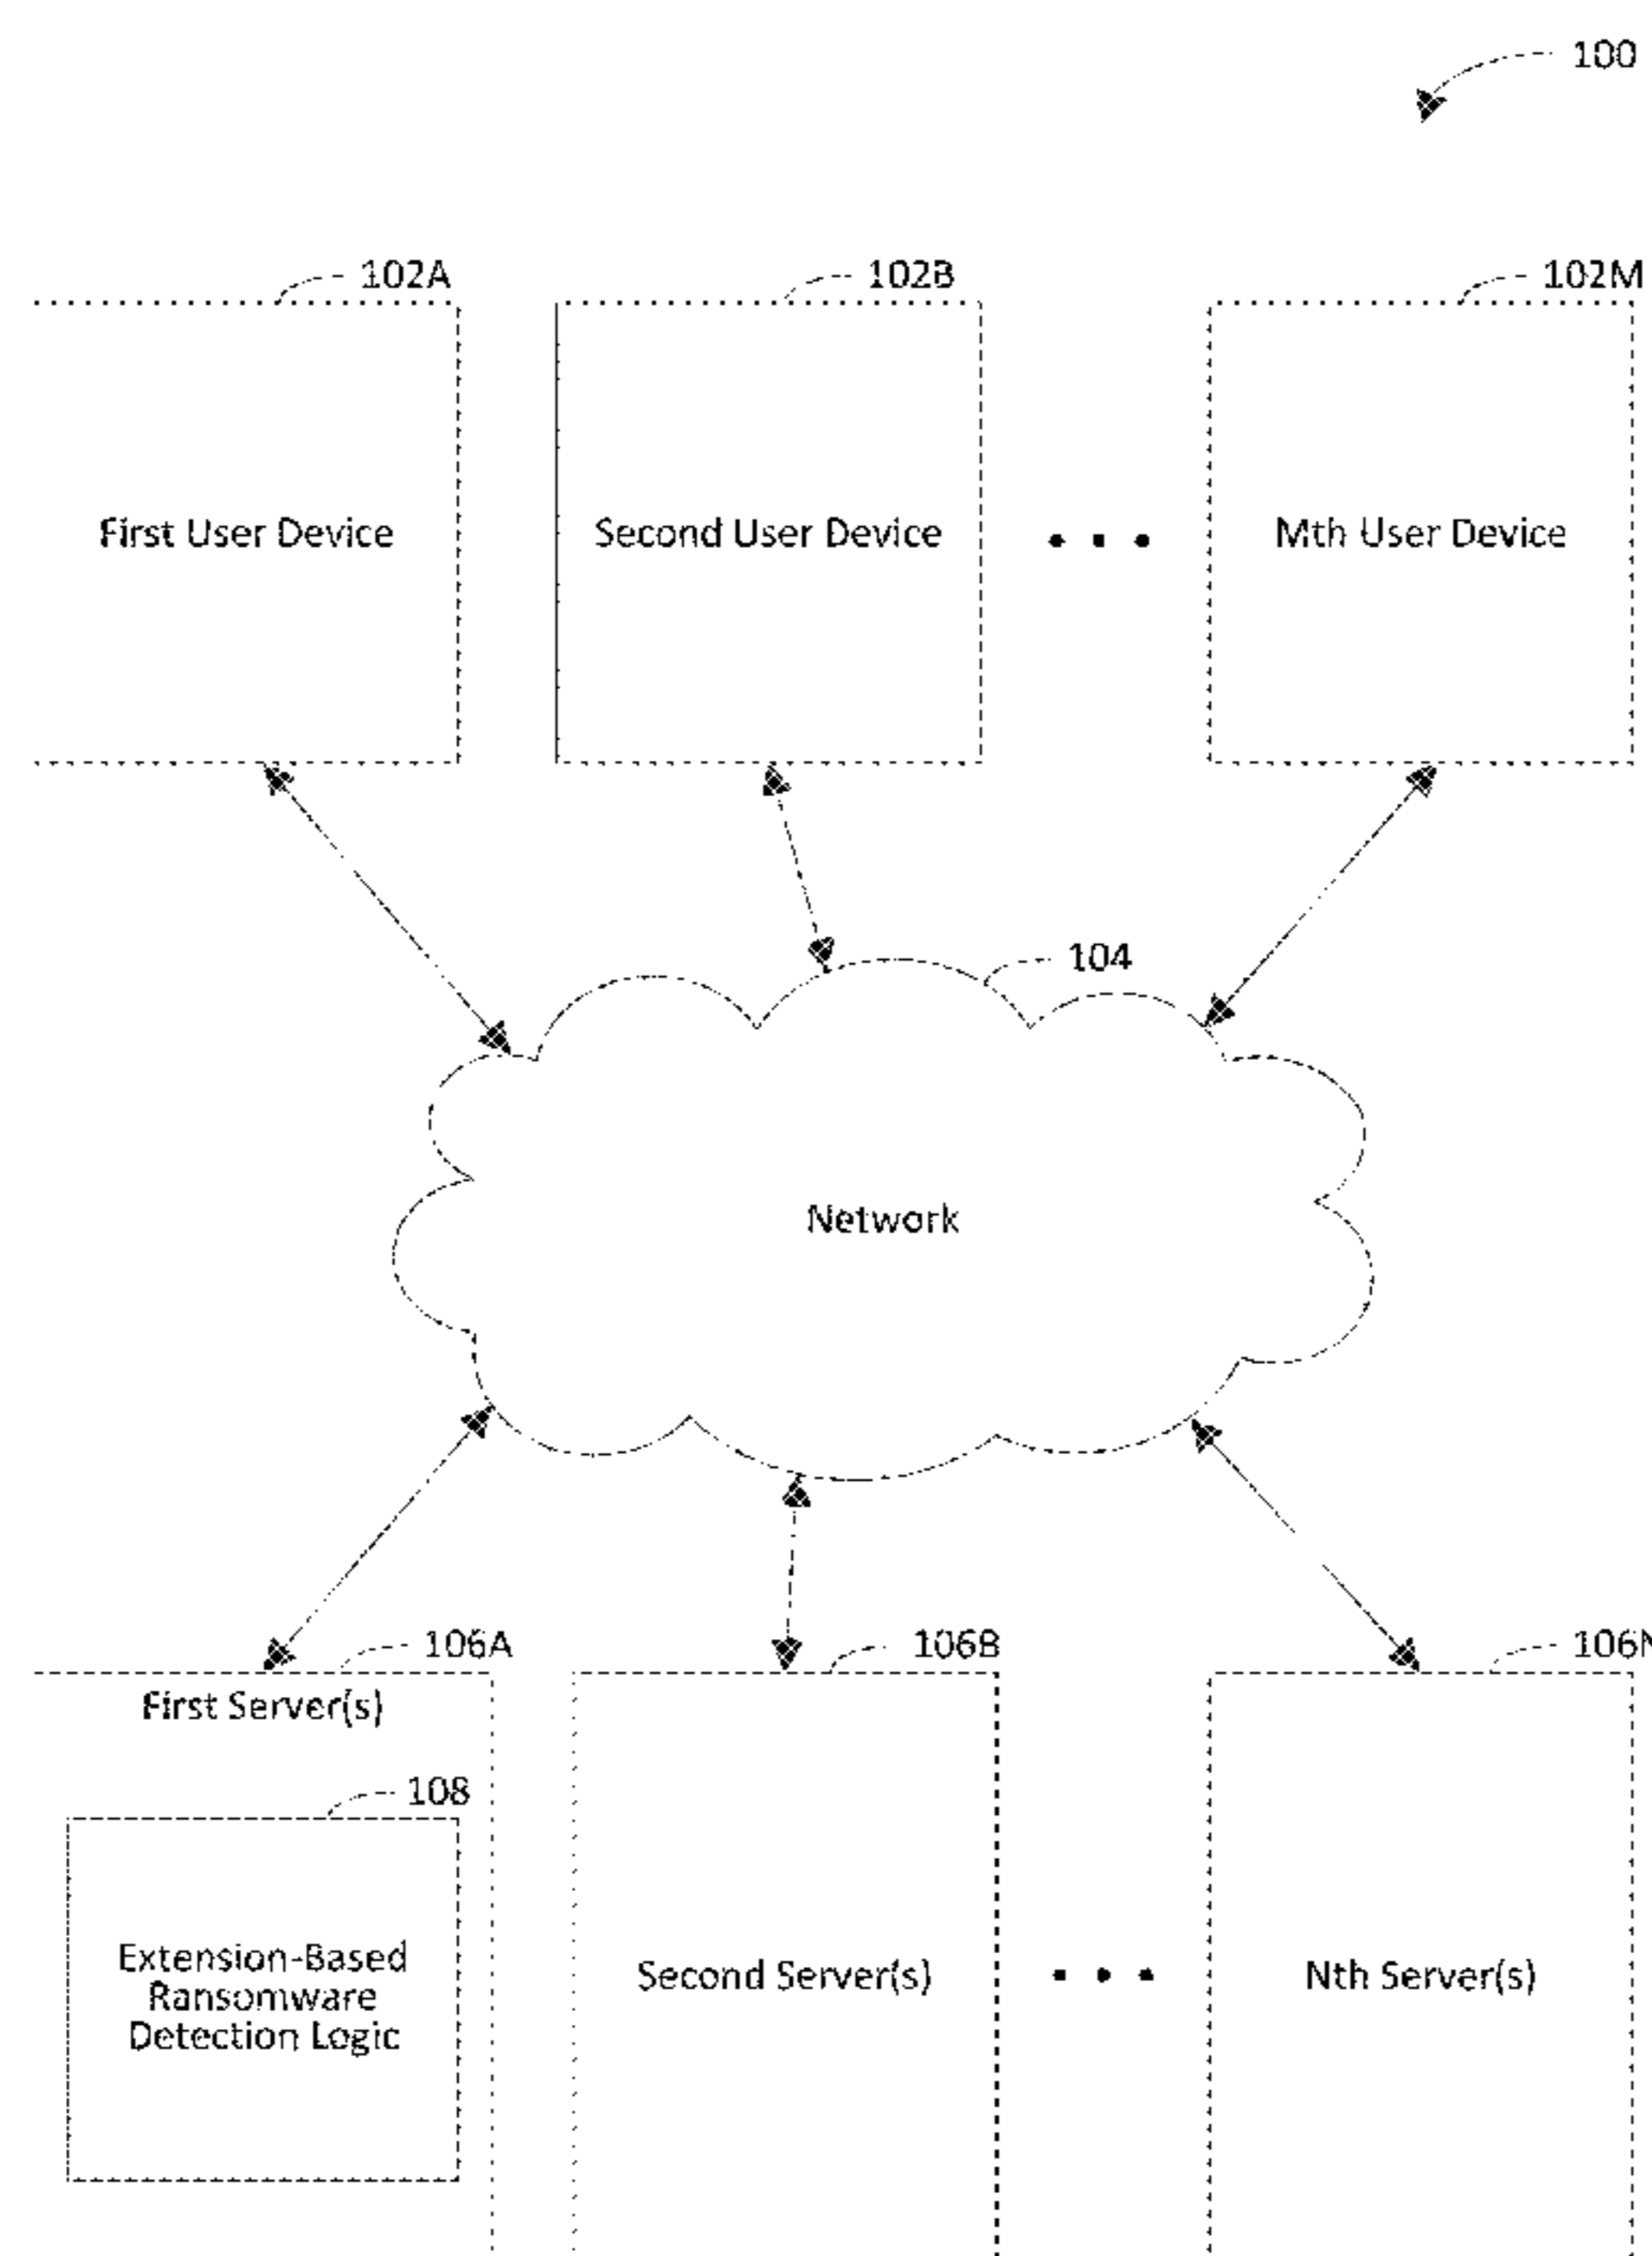 100
102A
102B
102M
First User Device
Second User Device
Mth User Device
104
Network
106A
106B
106N
First Server(s)
108
Extension-Based
Ransomware
Detection Logic
Second Server(s)
Nth Server(s)